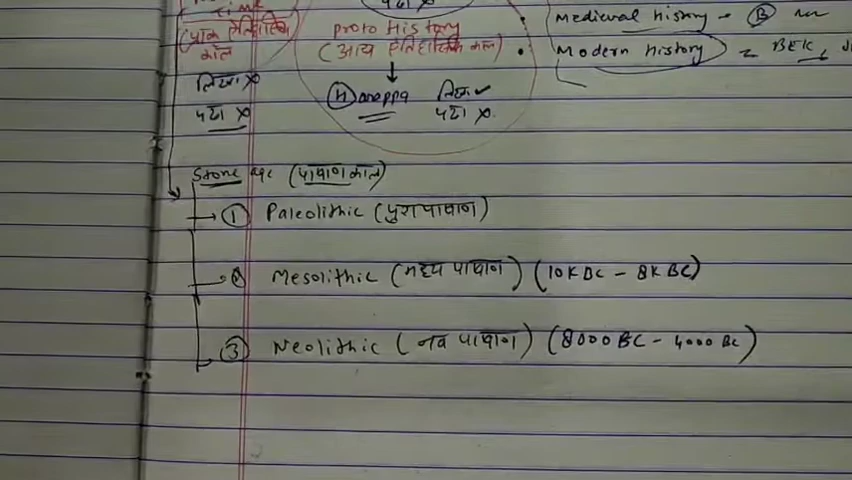 time
Proto History
Medieval history - B
(आद्य ऐतिहासिक काल)
Modern History
काल
लिखा x
Harappa लिखा ✓
पढा x
पढा x.
Stone age (पाषाण काल)
→ ① Paleolithic (पुरापाषाण)
→ ② Mesolithic (मध्य पाषाण) (10K BC - 8K BC)
→ ③ Neolithic (नव पाषाण) (8000 BC - 4000 BC)